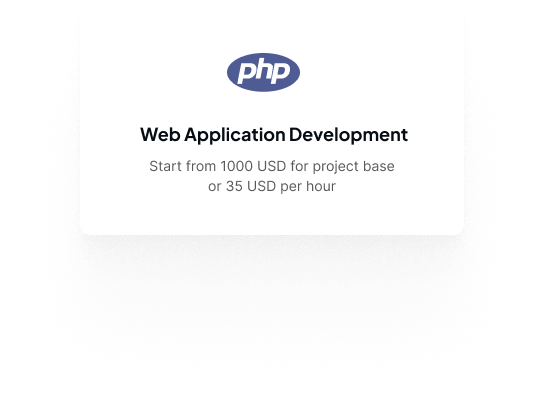 php
Web Application Development
Start from 1000 USD for project base
or 35 USD per hour